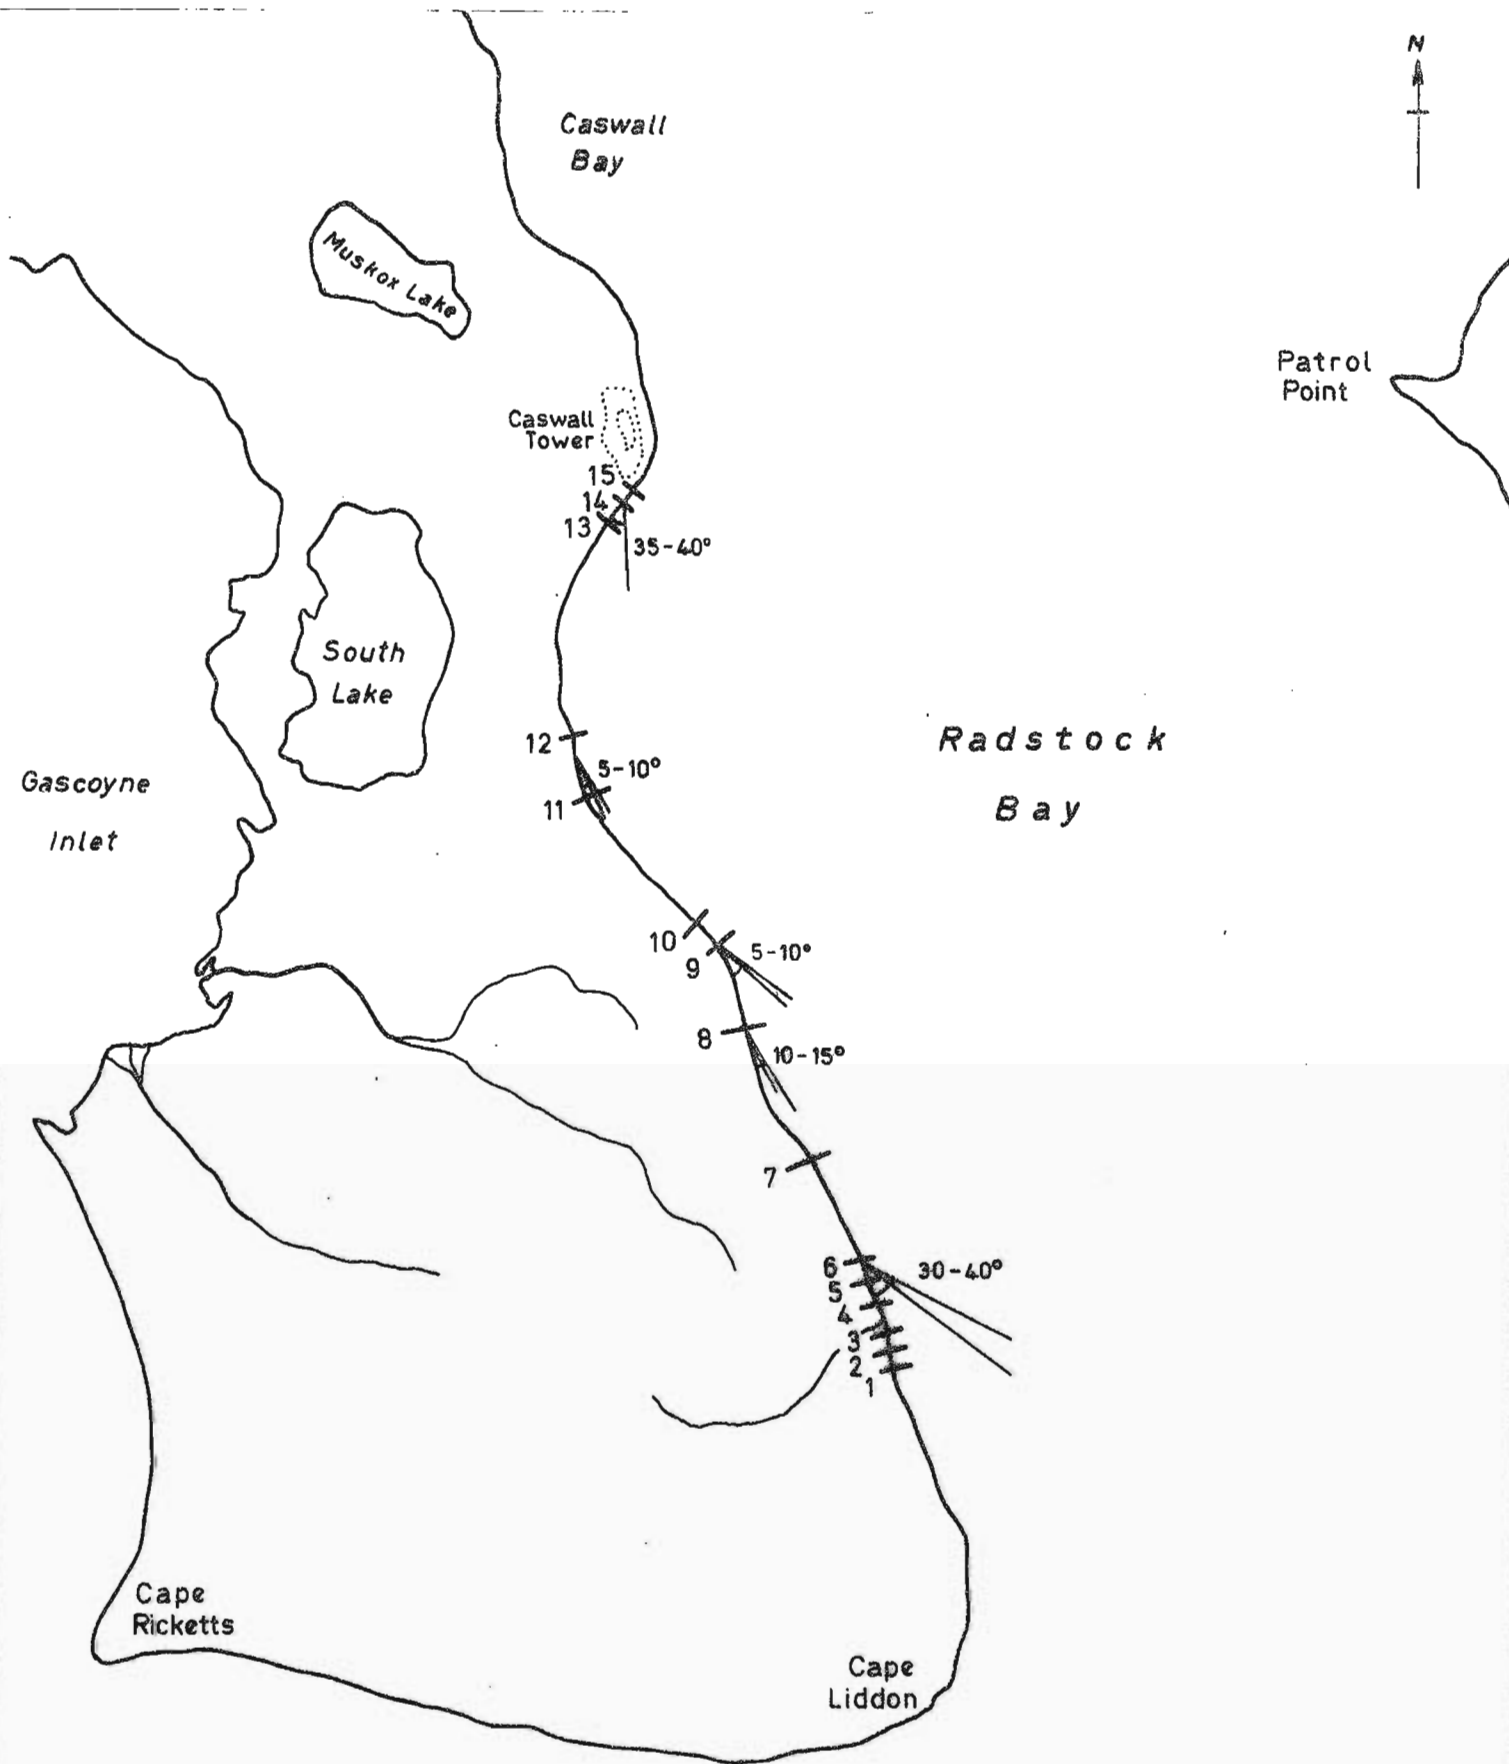 N
Caswall
Bay
Muskox Lake
Patrol
Point
Caswall
Tower
15
14
13
35-40°
South
Lake
12
5-10°
11
Radstock
Bay
Gascoyne
Inlet
10
9
5-10°
8
10-15°
7
6
30-40°
5
4
3
2
1
Cape
Ricketts
Cape
Liddon